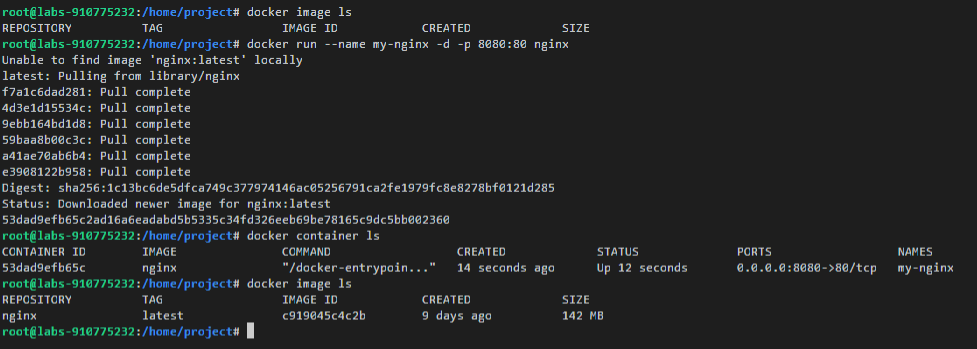 root@labs-910775232:/home/project# docker image ls
REPOSITORY TAG IMAGE ID CREATED SIZE
root@labs-910775232:/home/project# docker run --name my-nginx -d -p 8080:80 nginx
Unable to find image 'nginx:latest' locally
latest: Pulling from library/nginx
f7a1c6dad281: Pull complete
4d3e1d15534c: Pull complete
9ebb164bd1d8: Pull complete
59baa8b00c3c: Pull complete
a41ae70ab6b4: Pull complete
e3908122b958: Pull complete
Digest: sha256:1c13bc6de5dfca749c377974146ac05256791ca2fe1979fc8e8278bf0121d285
Status: Downloaded newer image for nginx:latest
53dad9efb65c2ad16a6eadabd5b5335c34fd326eeb69be78165c9dc5bb002360
root@labs-910775232:/home/project# docker container ls
CONTAINER ID IMAGE COMMAND CREATED STATUS PORTS NAMES
53dad9efb65c nginx "/docker-entrypoin..." 14 seconds ago Up 12 seconds 0.0.0.0:8080->80/tcp my-nginx
root@labs-910775232:/home/project# docker image ls
REPOSITORY TAG IMAGE ID CREATED SIZE
nginx latest c919045c4c2b 9 days ago 142 MB
root@labs-910775232:/home/project#